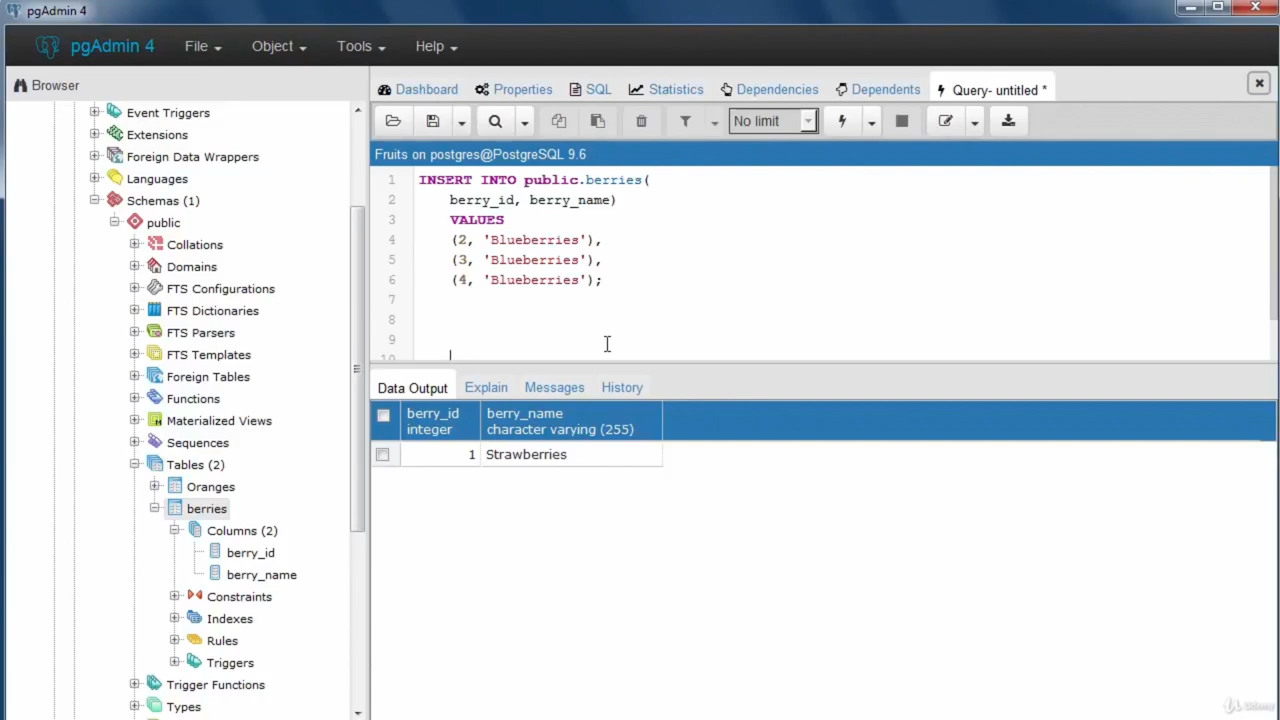 pgAdmin 4
pgAdmin 4 File Object Tools Help
Browser
Dashboard Properties SQL Statistics Dependencies Dependents Query- untitled *
No limit
Fruits on postgres@PostgreSQL 9.6
Event Triggers
Extensions
Foreign Data Wrappers
Languages
Schemas (1)
public
Collations
Domains
FTS Configurations
FTS Dictionaries
FTS Parsers
FTS Templates
Foreign Tables
Functions
Materialized Views
Sequences
Tables (2)
Oranges
berries
Columns (2)
berry_id
berry_name
Constraints
Indexes
Rules
Triggers
Trigger Functions
Types
1 INSERT INTO public.berries(
2 berry_id, berry_name)
3 VALUES
4 (2, 'Blueberries'),
5 (3, 'Blueberries'),
6 (4, 'Blueberries');
7
8
9
10
Data Output Explain Messages History
berry_id berry_name
integer character varying (255)
1 Strawberries
Udemy